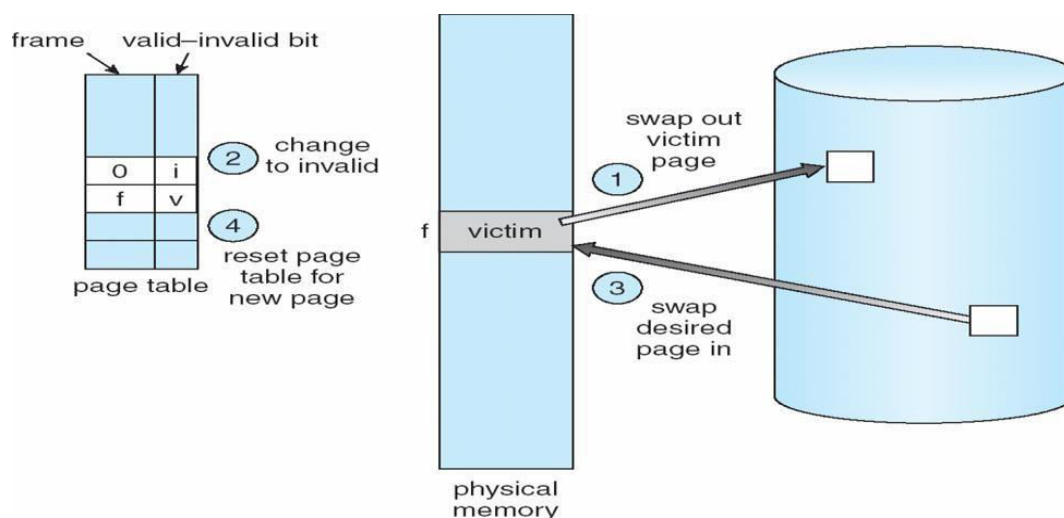 frame
valid–invalid bit
0
i
f
v
2
change
to invalid
4
reset page
table for
new page
page table
f
victim
physical
memory
swap out
victim
page
1
3
swap
desired
page in